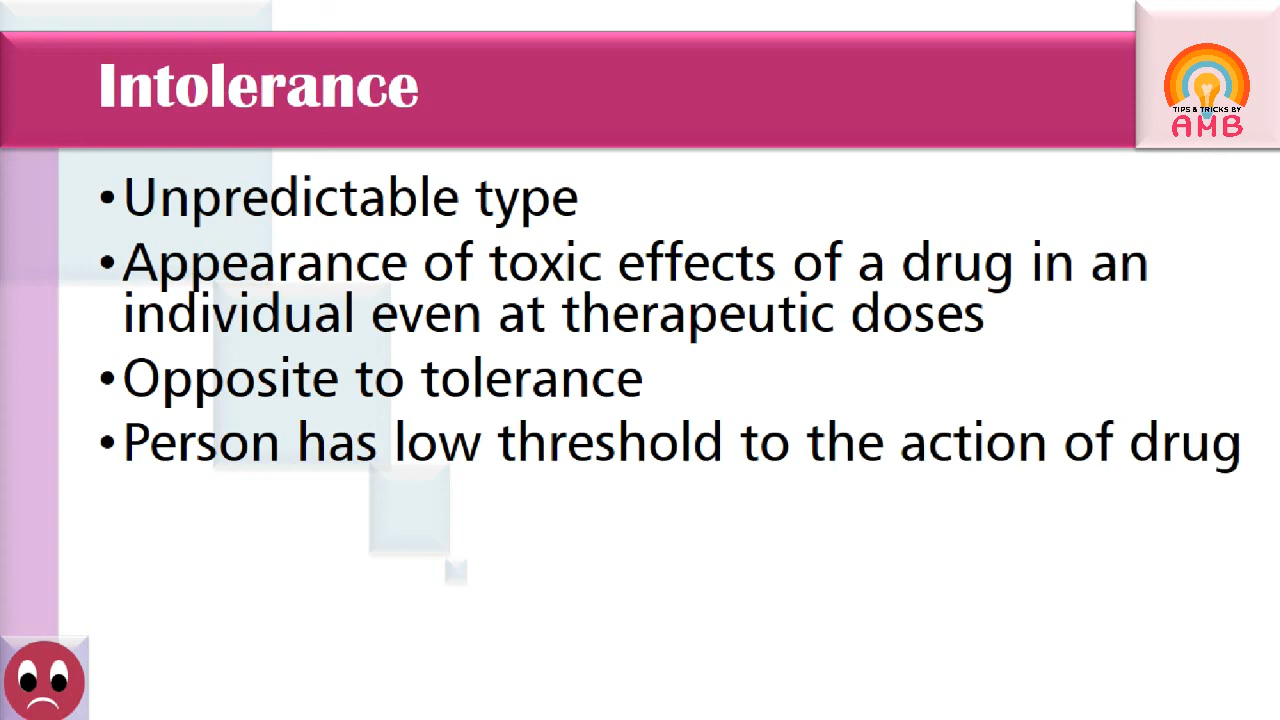 Intolerance
TIPS & TRICKS BY
AMB
•Unpredictable type
•Appearance of toxic effects of a drug in an
individual even at therapeutic doses
•Opposite to tolerance
•Person has low threshold to the action of drug